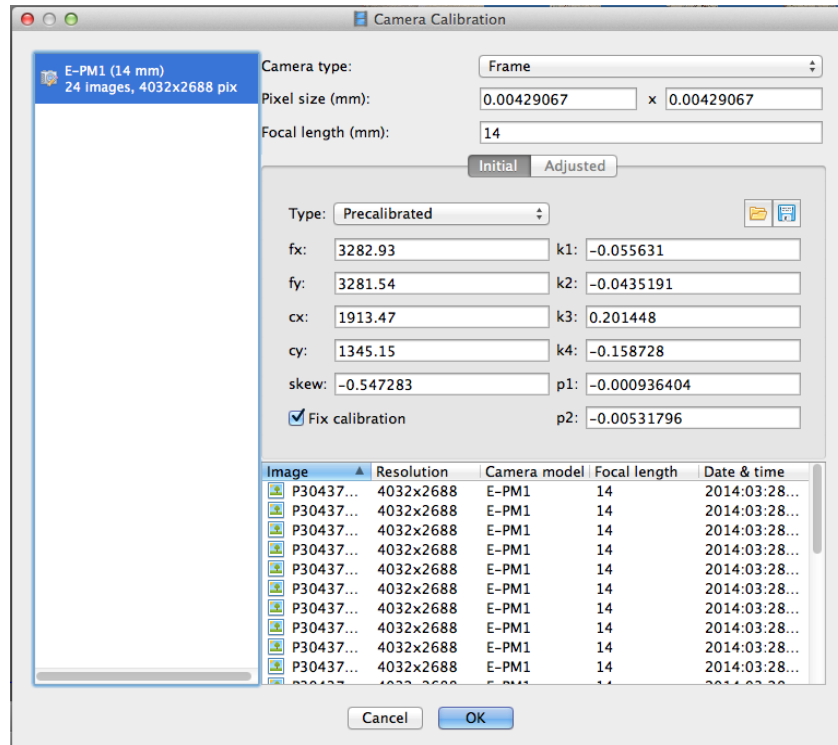 Camera Calibration
E-PM1 (14 mm)
24 images, 4032x2688 pix
Camera type: Frame
Pixel size (mm): 0.00429067 x 0.00429067
Focal length (mm): 14
Initial Adjusted
Type: Precalibrated
fx: 3282.93 k1: -0.055631
fy: 3281.54 k2: -0.0435191
cx: 1913.47 k3: 0.201448
cy: 1345.15 k4: -0.158728
skew: -0.547283 p1: -0.000936404
Fix calibration p2: -0.00531796
Image Resolution Camera model Focal length Date & time
P30437... 4032x2688 E-PM1 14 2014:03:28...
P30437... 4032x2688 E-PM1 14 2014:03:28...
P30437... 4032x2688 E-PM1 14 2014:03:28...
P30437... 4032x2688 E-PM1 14 2014:03:28...
P30437... 4032x2688 E-PM1 14 2014:03:28...
P30437... 4032x2688 E-PM1 14 2014:03:28...
P30437... 4032x2688 E-PM1 14 2014:03:28...
P30437... 4032x2688 E-PM1 14 2014:03:28...
P30437... 4032x2688 E-PM1 14 2014:03:28...
P30437... 4032x2688 E-PM1 14 2014:03:28...
Cancel OK